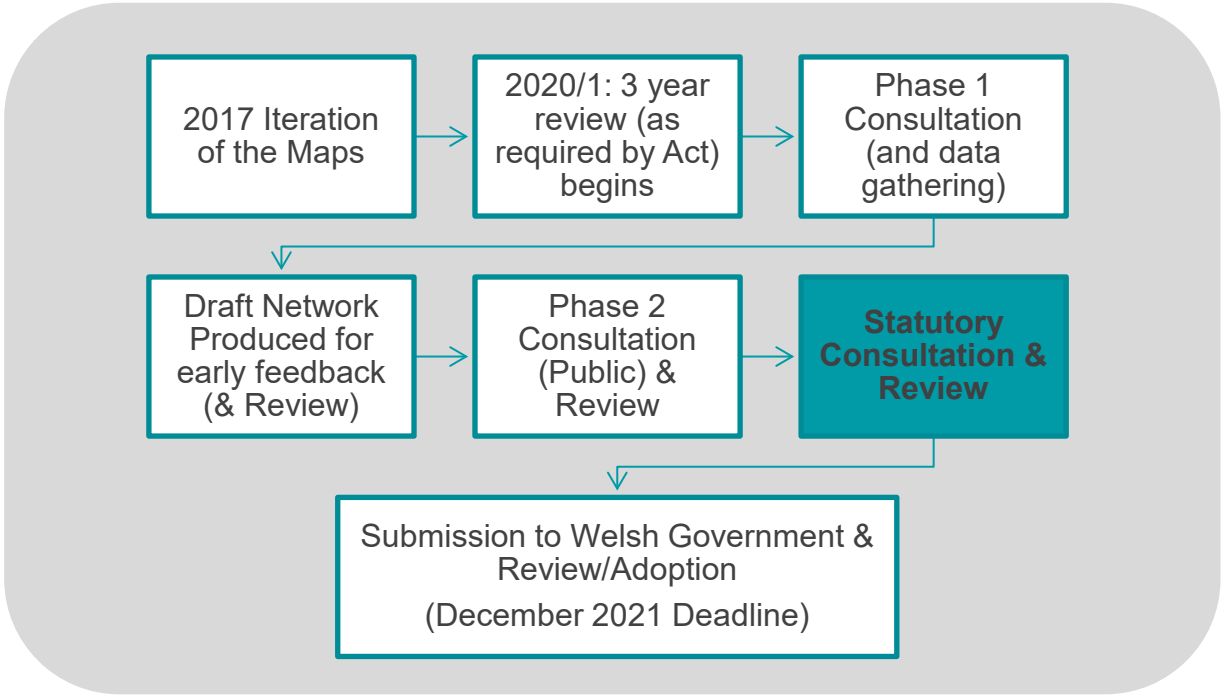 2017 Iteration
of the Maps
2020/1: 3 year
review (as
required by Act)
begins
Phase 1
Consultation
(and data
gathering)
Draft Network
Produced for
early feedback
(& Review)
Phase 2
Consultation
(Public) &
Review
Statutory
Consultation &
Review
Submission to Welsh Government &
Review/Adoption
(December 2021 Deadline)